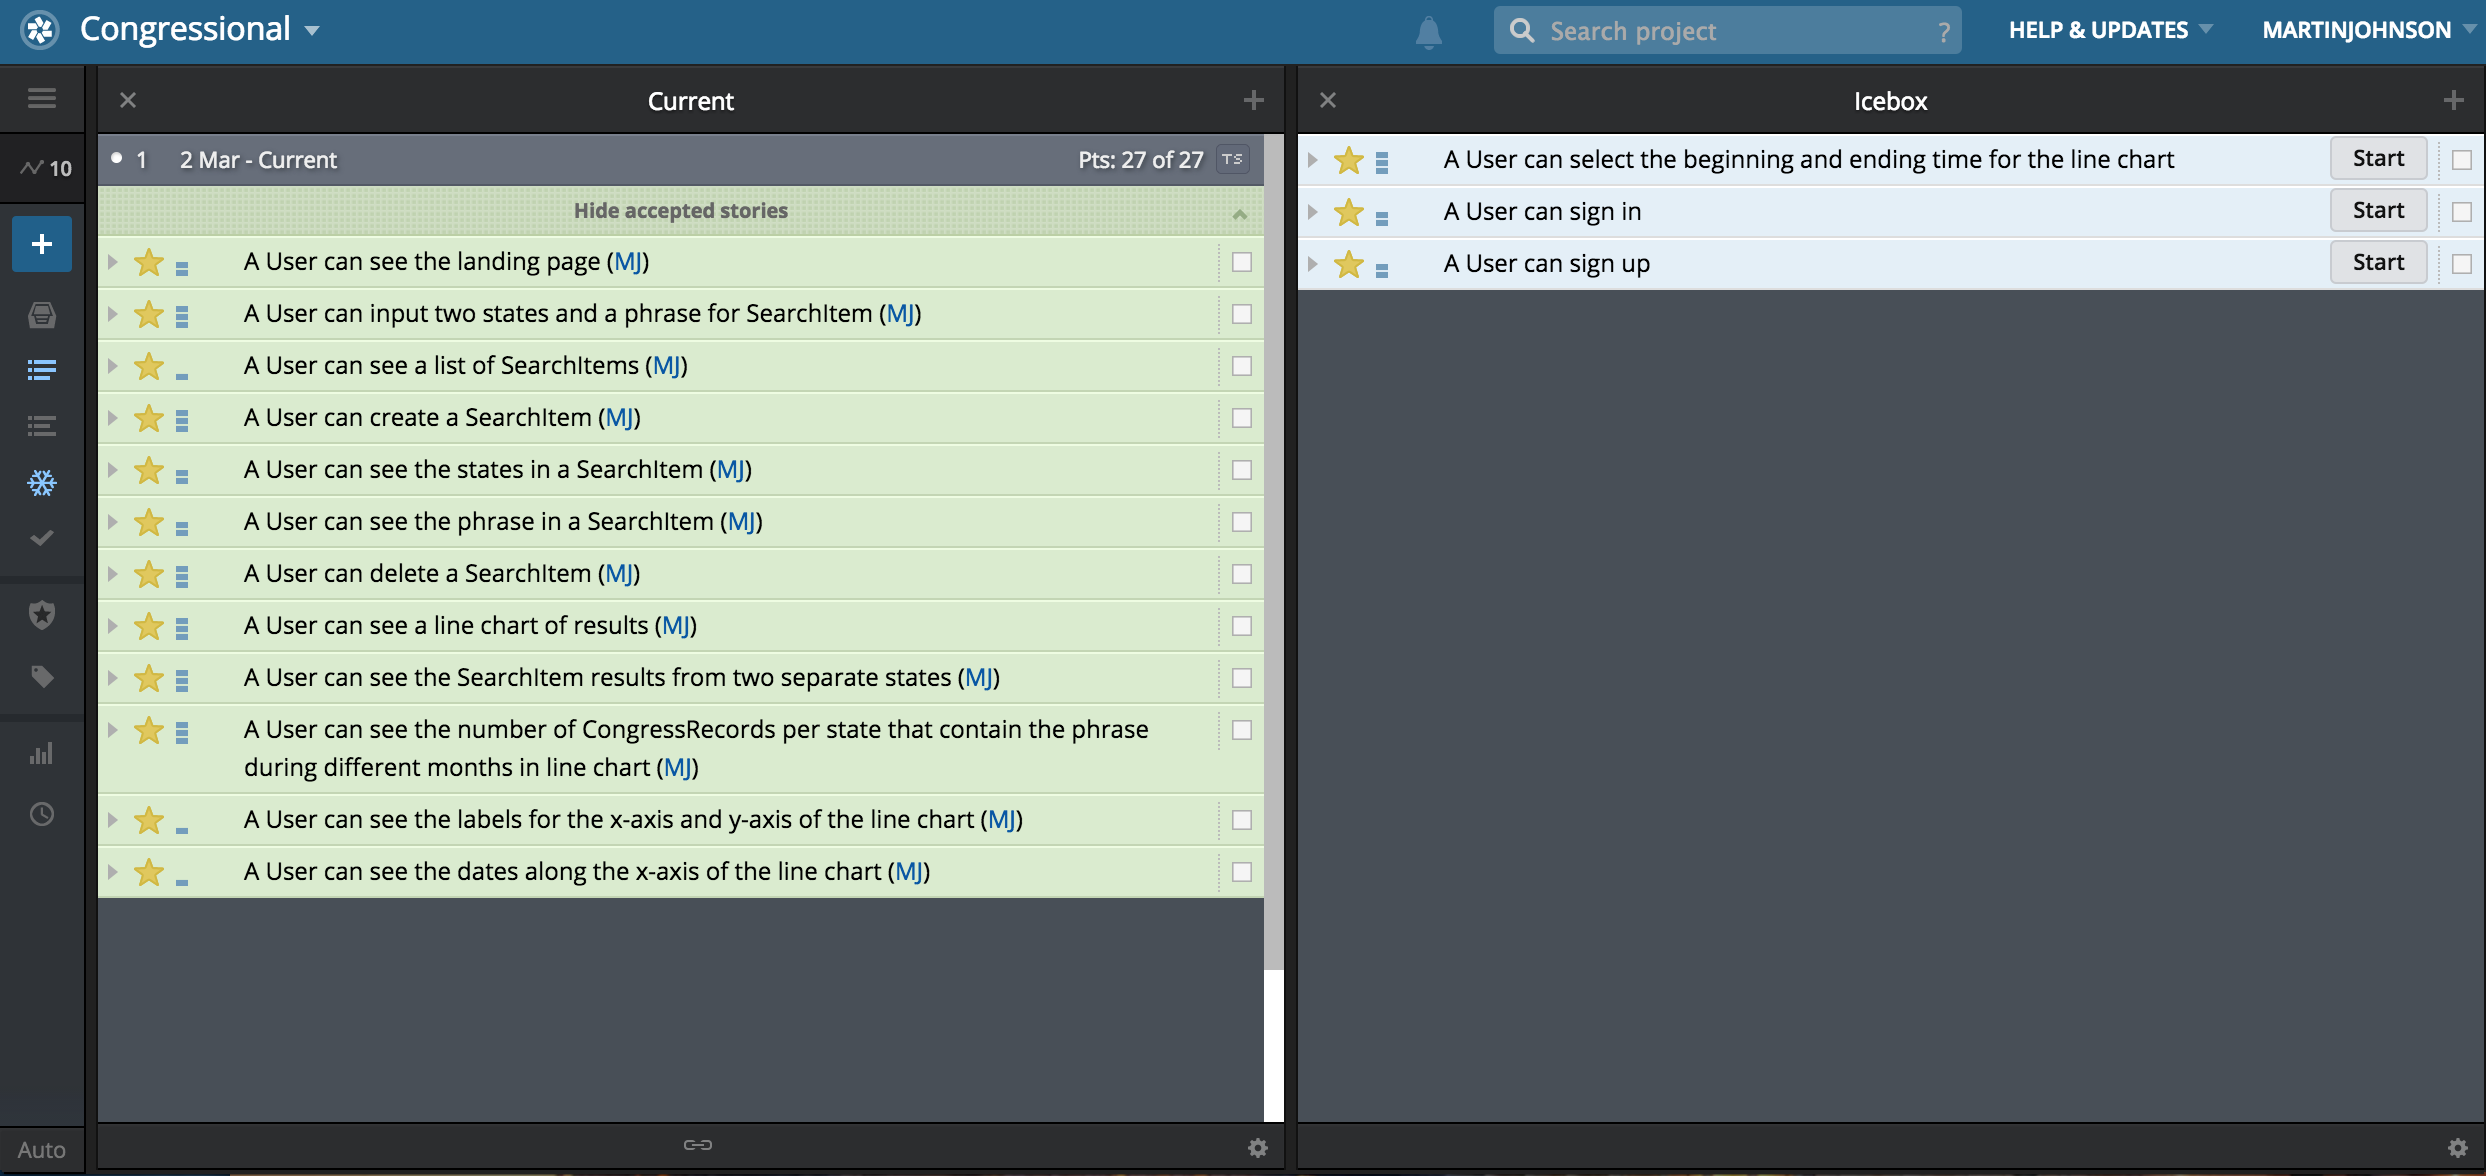 Congressional
Search project
?
HELP & UPDATES
MARTINJOHNSON
10
Auto
Current
1 2 Mar - Current Pts: 27 of 27 TS
Hide accepted stories
A User can see the landing page (MJ)
A User can input two states and a phrase for SearchItem (MJ)
A User can see a list of SearchItems (MJ)
A User can create a SearchItem (MJ)
A User can see the states in a SearchItem (MJ)
A User can see the phrase in a SearchItem (MJ)
A User can delete a SearchItem (MJ)
A User can see a line chart of results (MJ)
A User can see the SearchItem results from two separate states (MJ)
A User can see the number of CongressRecords per state that contain the phrase
during different months in line chart (MJ)
A User can see the labels for the x-axis and y-axis of the line chart (MJ)
A User can see the dates along the x-axis of the line chart (MJ)
Icebox
A User can select the beginning and ending time for the line chart Start
A User can sign in Start
A User can sign up Start